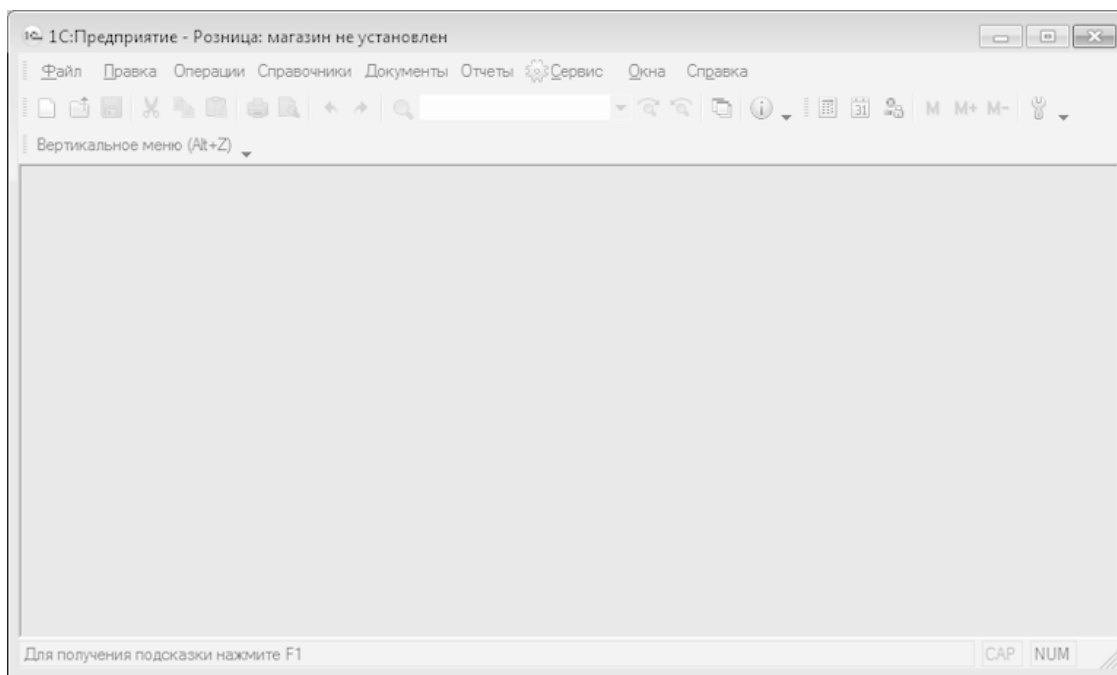 1С:Предприятие - Розница: магазин не установлен
Файл Правка Операции Справочники Документы Отчеты Сервис Окна Справка
31 M M+ M-
Вертикальное меню (Alt+Z)
Для получения подсказки нажмите F1 CAP NUM